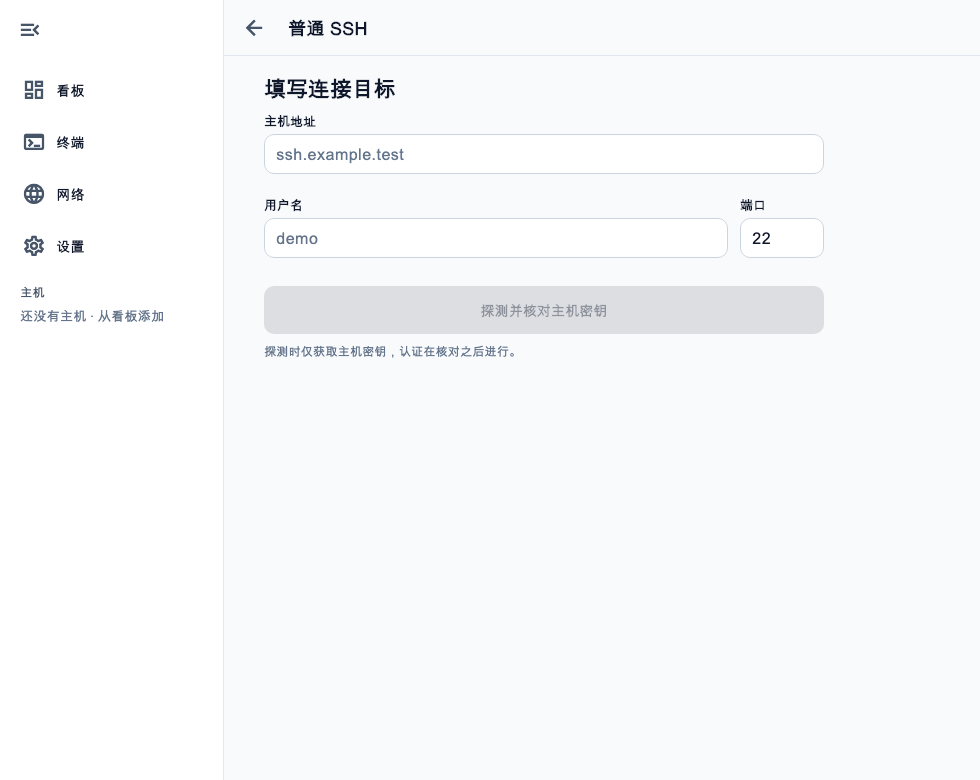 普通 SSH
看板
终端
网络
设置
主机
还没有主机 · 从看板添加
填写连接目标
主机地址
ssh.example.test
用户名
端口
demo
22
探测并核对主机密钥
探测时仅获取主机密钥，认证在核对之后进行。